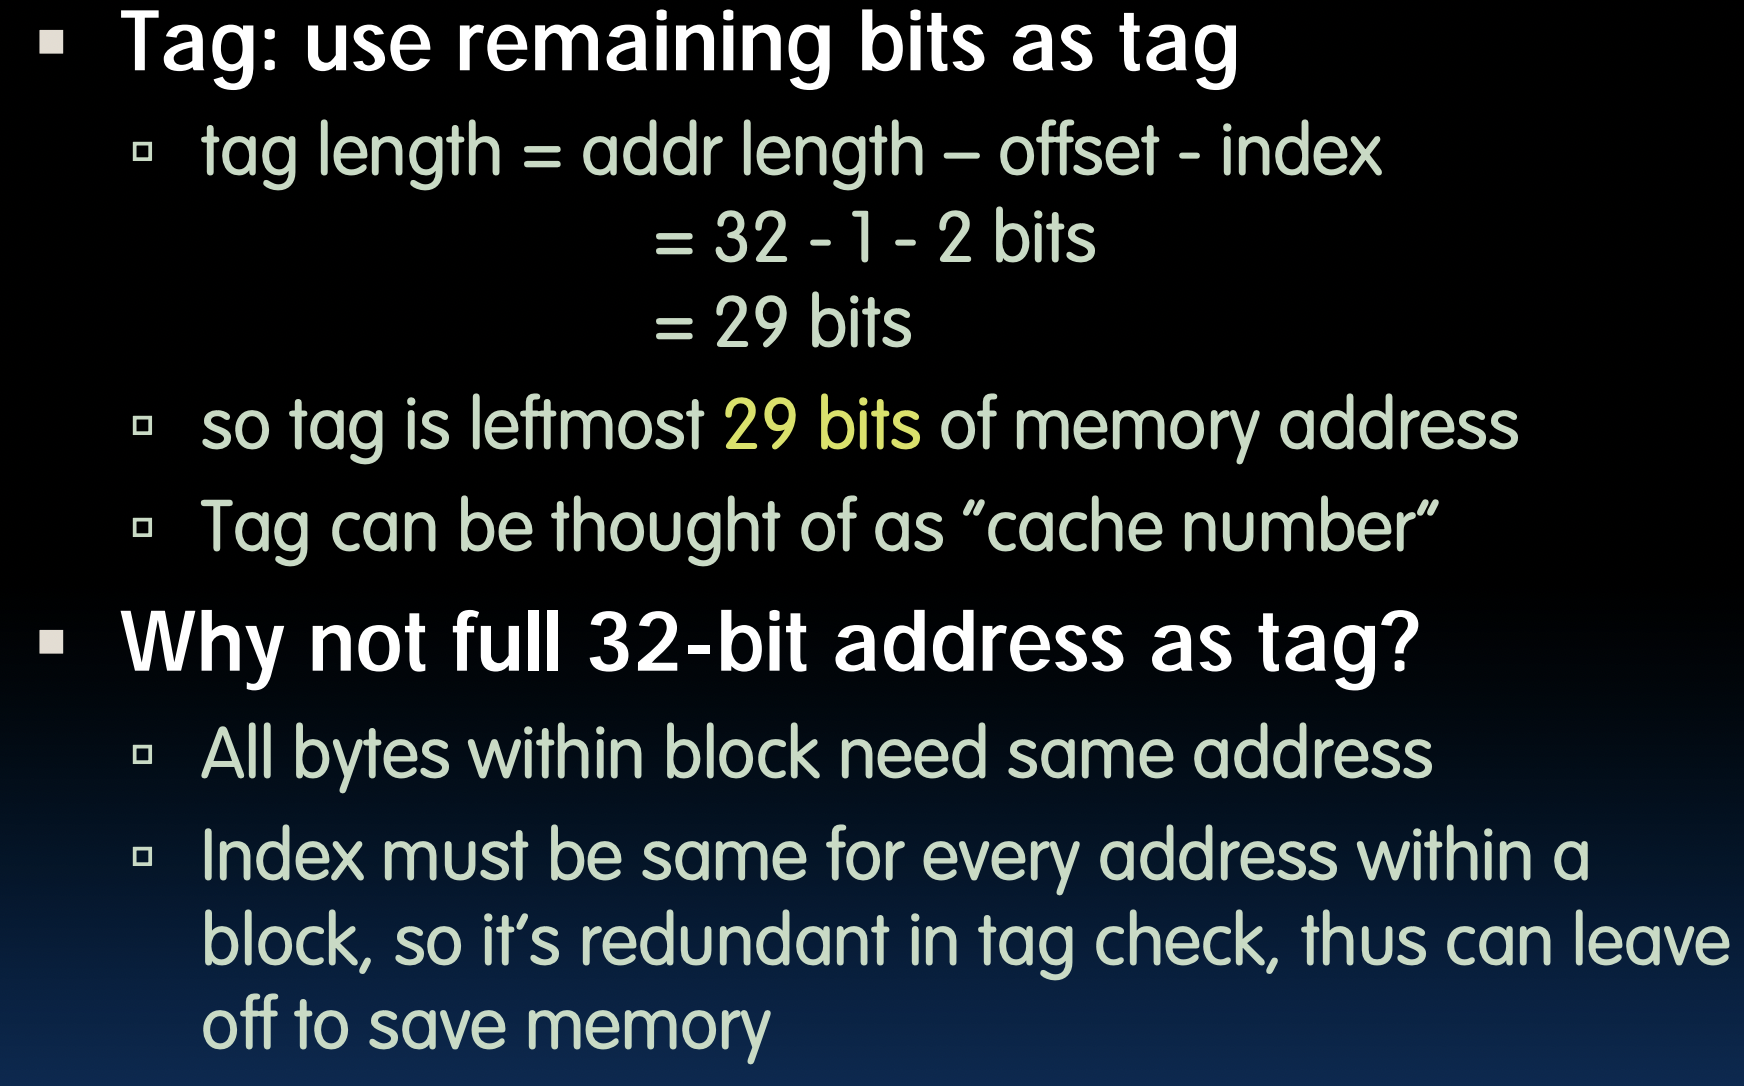 Tag: use remaining bits as tag
tag length = addr length – offset - index
= 32 - 1 - 2 bits
= 29 bits
so tag is leftmost 29 bits of memory address
Tag can be thought of as “cache number“
Why not full 32-bit address as tag?
All bytes within block need same address
Index must be same for every address within a
block, so it’s redundant in tag check, thus can leave
off to save memory